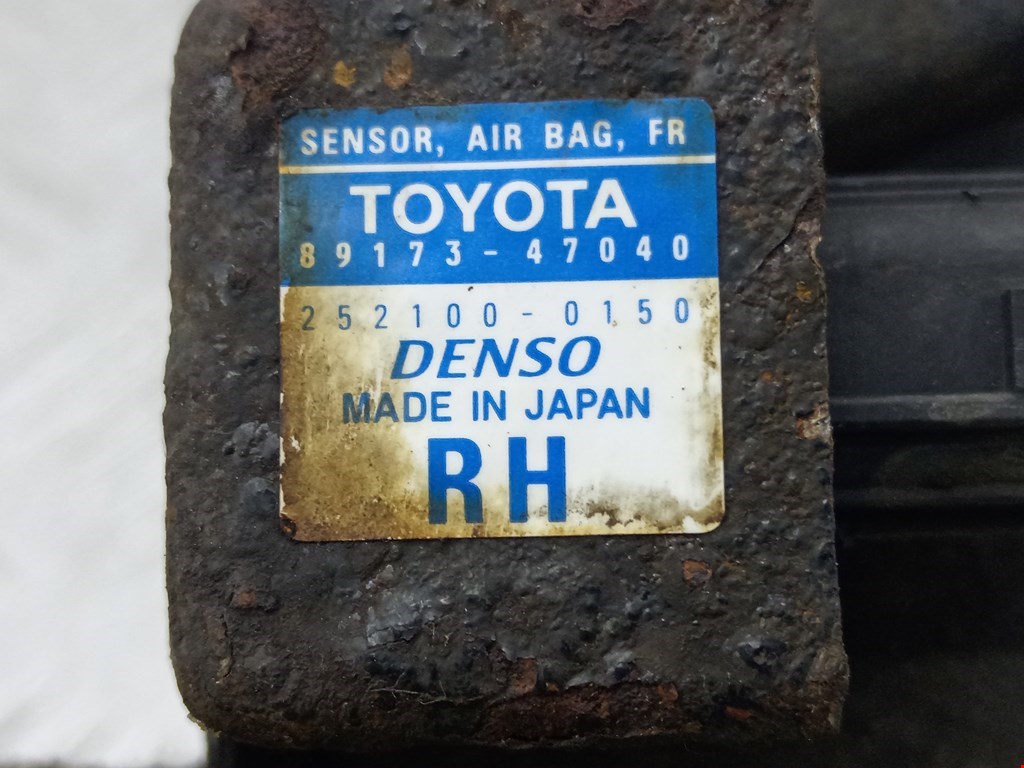 SENSOR, AIR BAG, FR
TOYOTA
89173-47040
252100-0150
DENSO
MADE IN JAPAN
RH